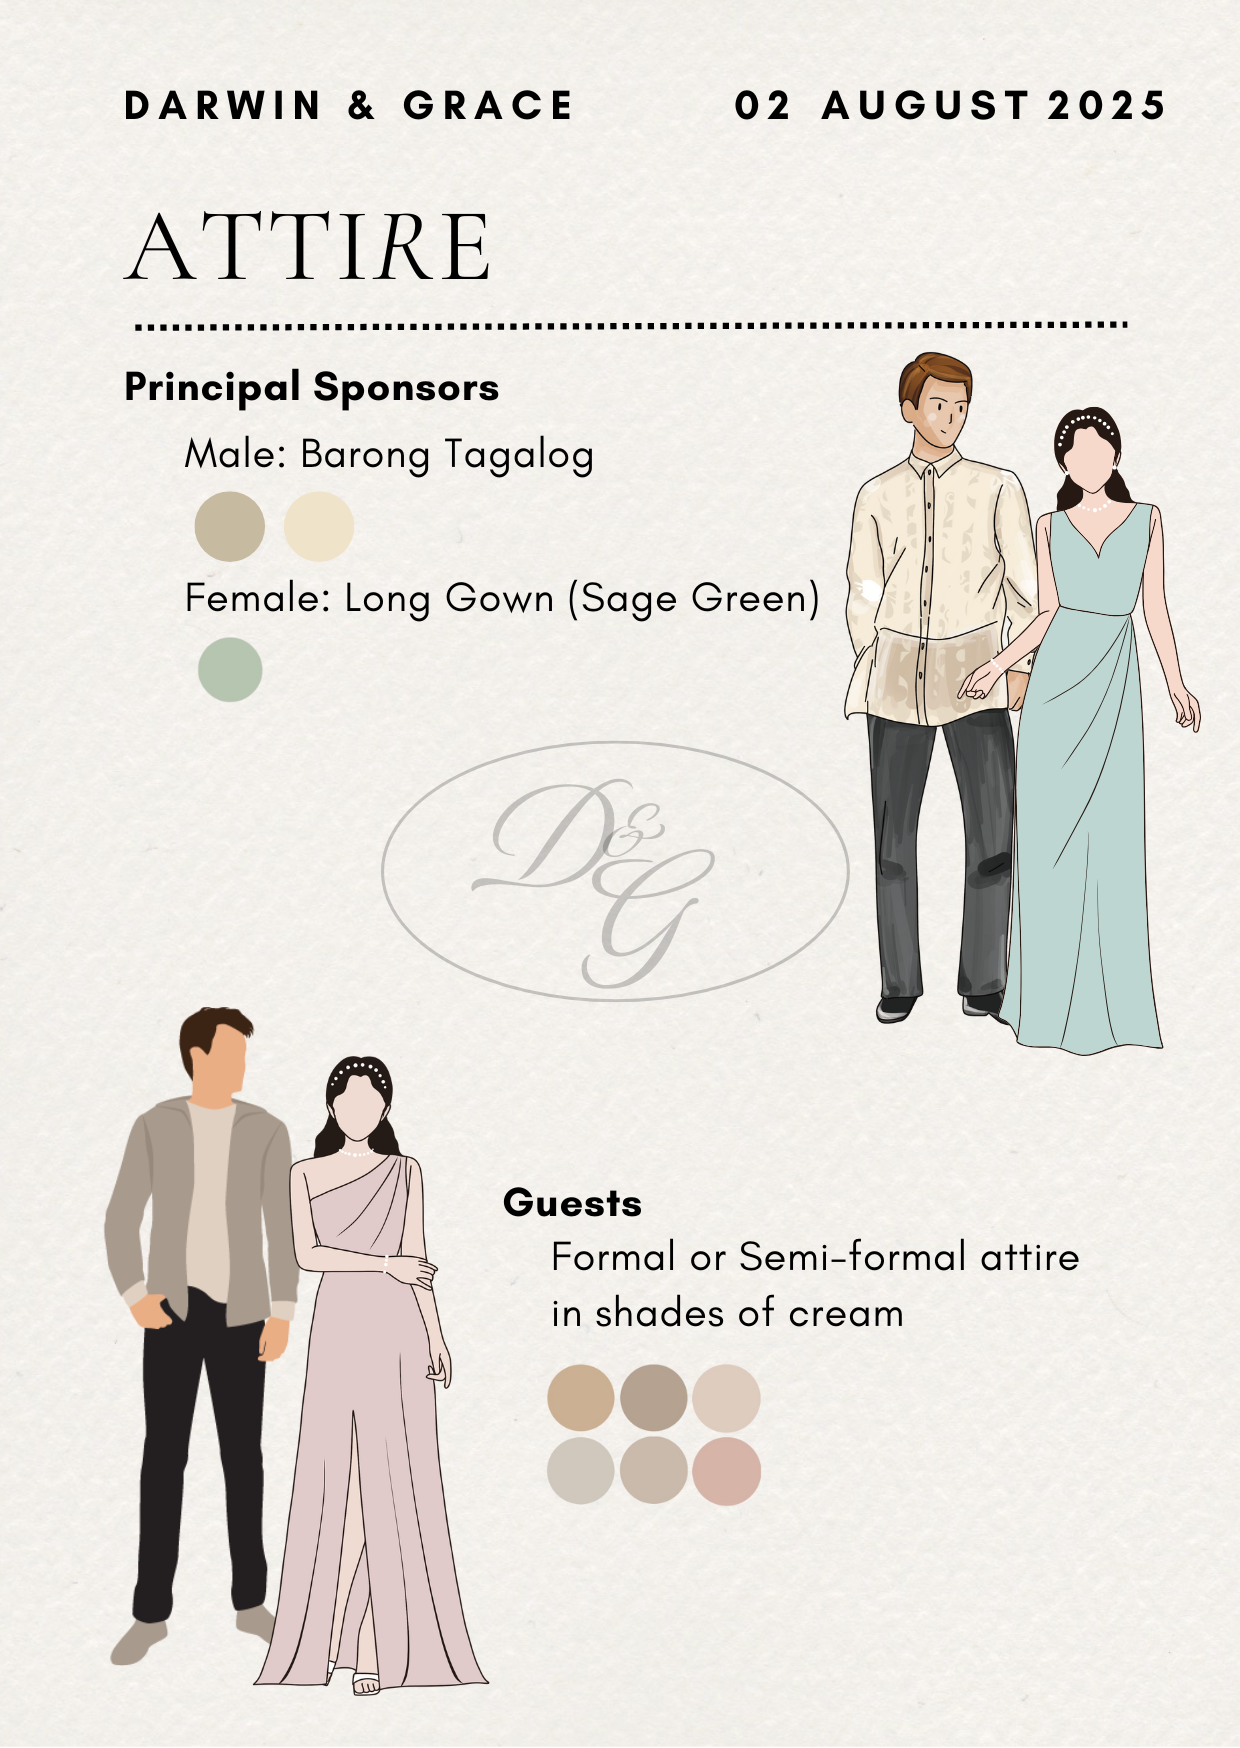 DARWIN & GRACE 02 AUGUST 2025
ATTIRE
Principal Sponsors
Male: Barong Tagalog
Female: Long Gown (Sage Green)
D&G
Guests
Formal or Semi-formal attire
in shades of cream